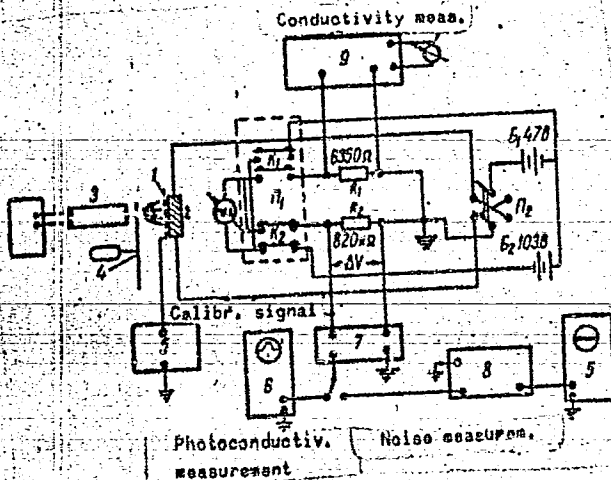 Conductivity meas.
9
6350Ω
R₁
Б₁ 47В
K₁
П₁
1
2
3
4
K₂
R₂
820кΩ
ΔV
П₂
Б₂ 103В
Calibr. signal
7
6
8
5
Photoconductiv. measurement
Noise measurem.